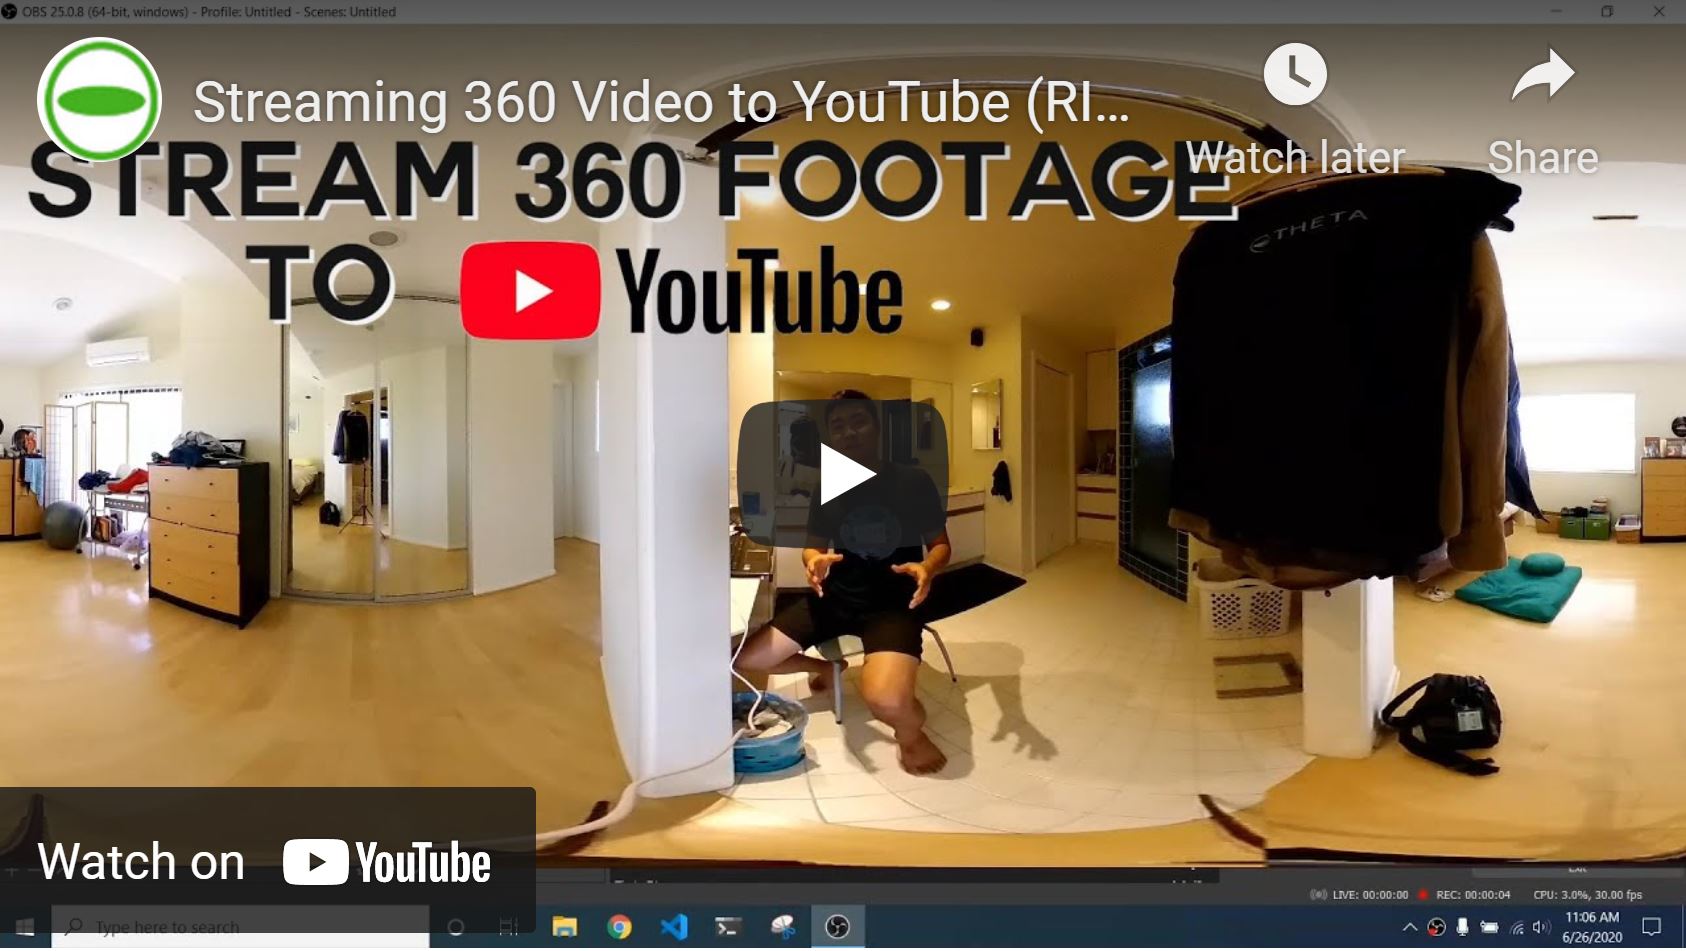 OBS 25.0.8 (64-bit, windows) - Profile: Untitled - Scenes: Untitled
Streaming 360 Video to YouTube (RI...
Watch later
Share
STREAM 360 FOOTAGE
TO YouTube
THETA
Watch on YouTube
LIVE: 00:00:00 REC: 00:00:04 CPU: 3.0%, 30.00 fps
Type here to search
11:06 AM
6/26/2020